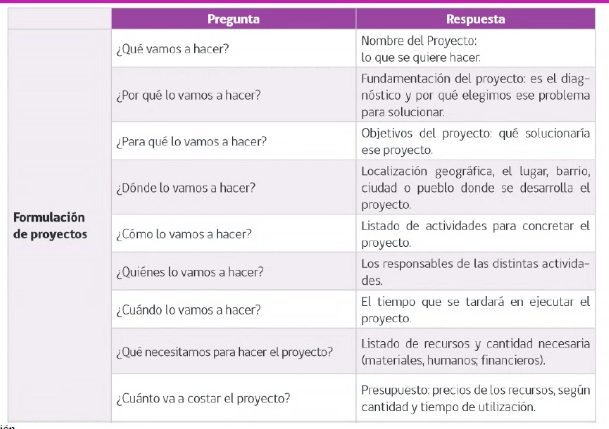 Pregunta Respuesta
¿Qué vamos a hacer?
Nombre del Proyecto:
lo que se quiere hacer.
¿Por qué lo vamos a hacer?
Fundamentación del proyecto: es el diag-
nóstico y por qué elegimos ese problema
para solucionar.
¿Para qué lo vamos a hacer?
Objetivos del proyecto: qué solucionaría
ese proyecto.
¿Dónde lo vamos a hacer?
Localización geográfica, el lugar, barrio,
ciudad o pueblo donde se desarrolla el
proyecto.
Formulación
de proyectos
¿Cómo lo vamos a hacer?
Listado de actividades para concretar el
proyecto.
¿Quiénes lo vamos a hacer?
Los responsables de las distintas activida-
des.
¿Cuándo lo vamos a hacer?
El tiempo que se tardará en ejecutar el
proyecto.
¿Qué necesitamos para hacer el proyecto?
Listado de recursos y cantidad necesaria
(materiales, humanos; financieros).
¿Cuánto va a costar el proyecto?
Presupuesto: precios de los recursos, según
cantidad y tiempo de utilización.